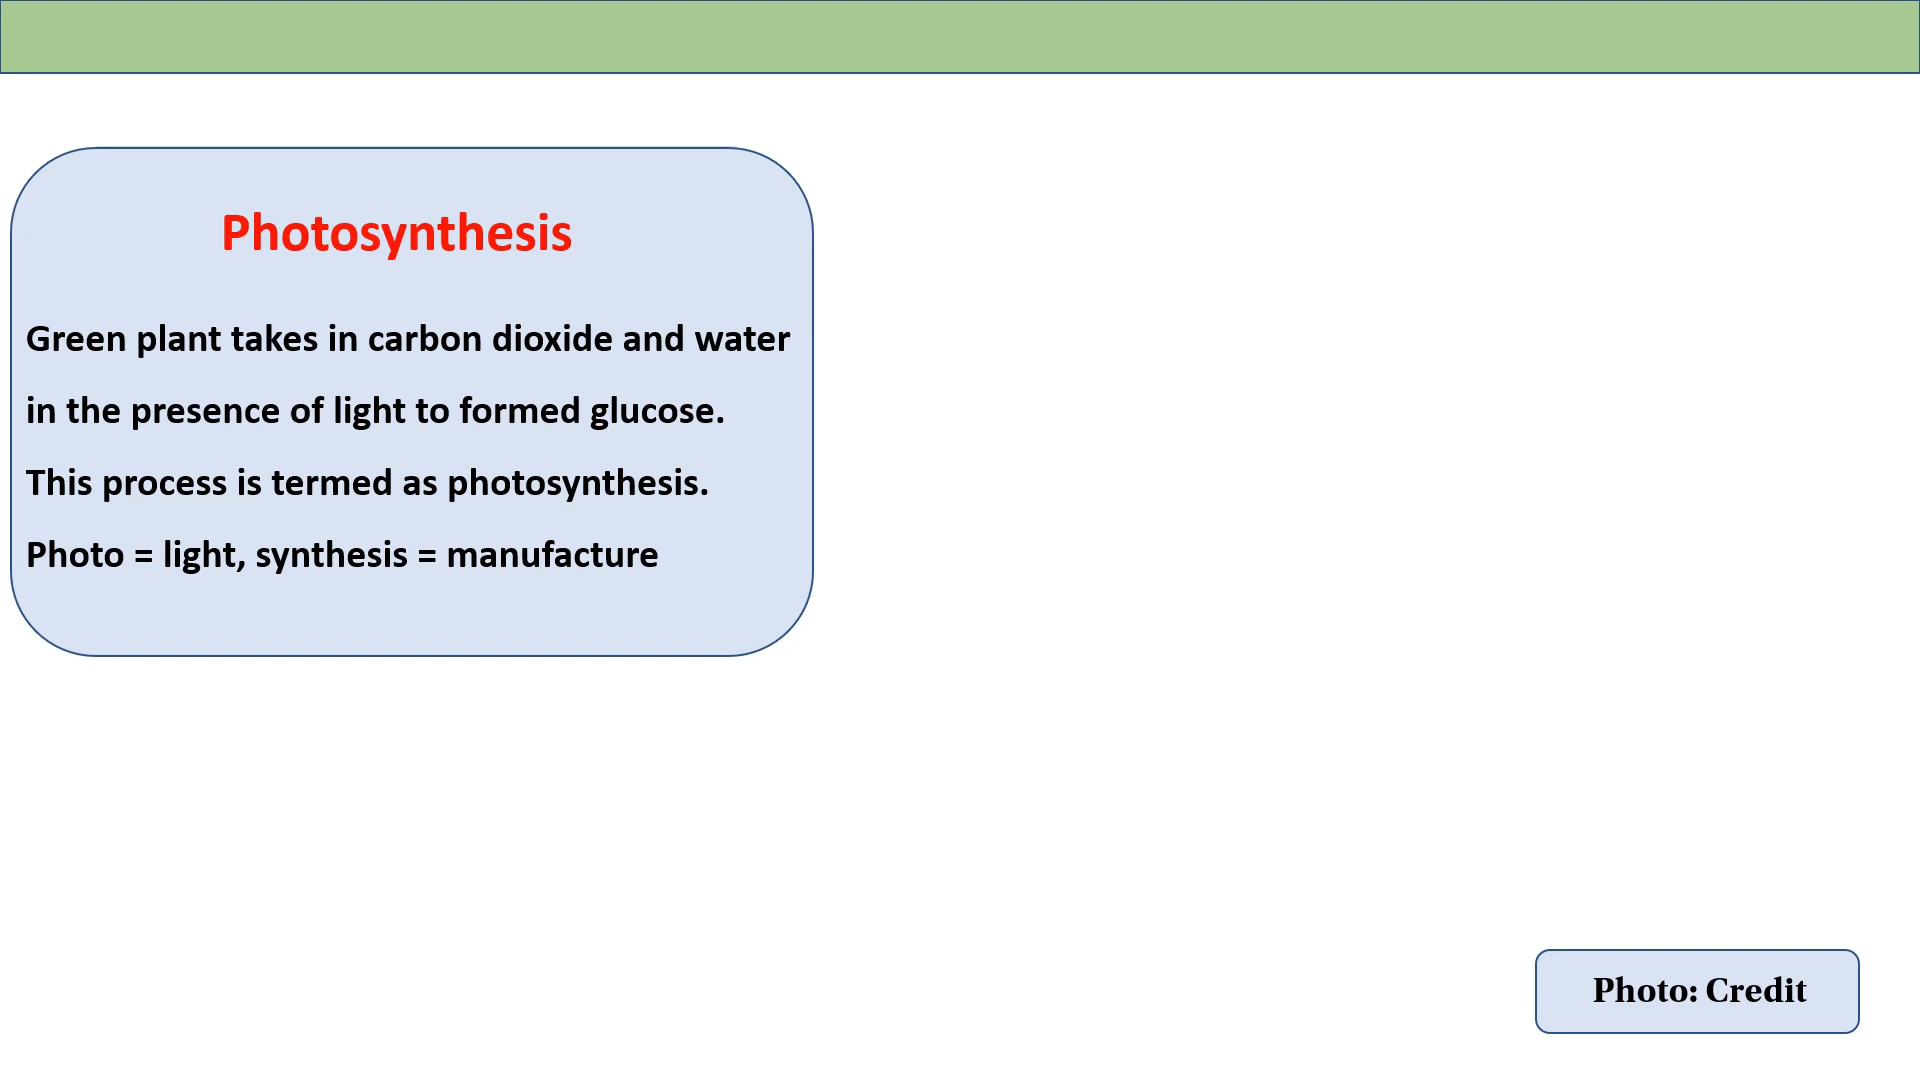 Photosynthesis
Green plant takes in carbon dioxide and water
in the presence of light to formed glucose.
This process is termed as photosynthesis.
Photo = light, synthesis = manufacture
Photo: Credit